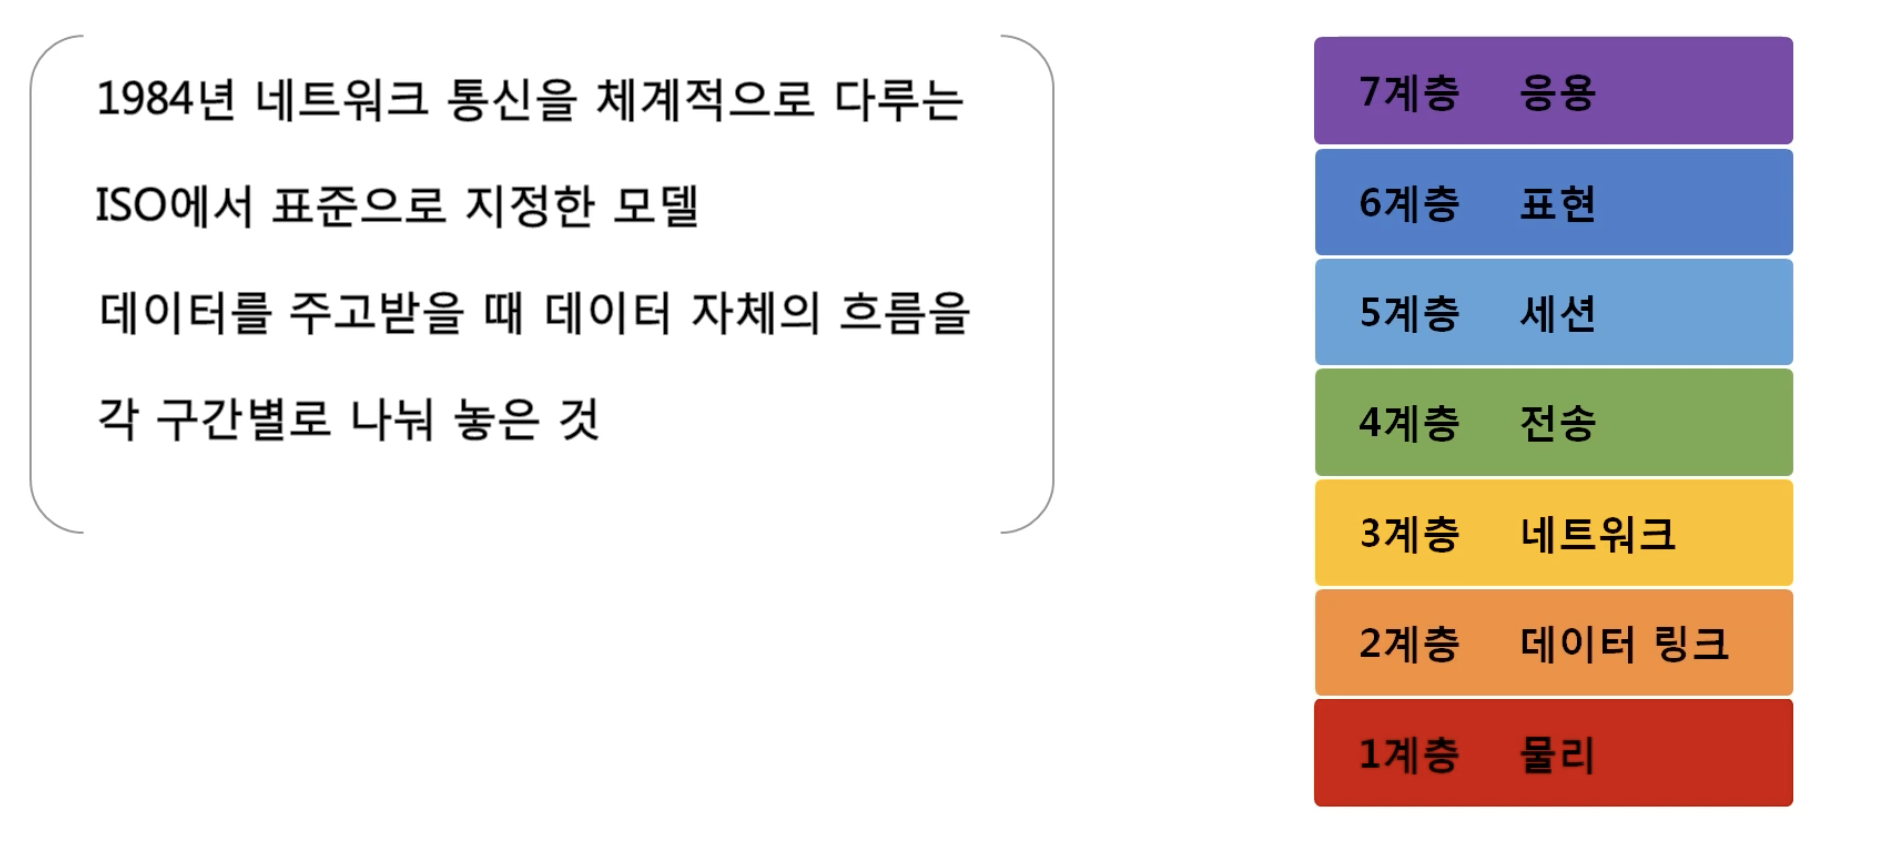 1984년 네트워크 통신을 체계적으로 다루는
ISO에서 표준으로 지정한 모델
데이터를 주고받을 때 데이터 자체의 흐름을
각 구간별로 나눠 놓은 것
7계층 응용
6계층 표현
5계층 세션
4계층 전송
3계층 네트워크
2계층 데이터 링크
1계층 물리